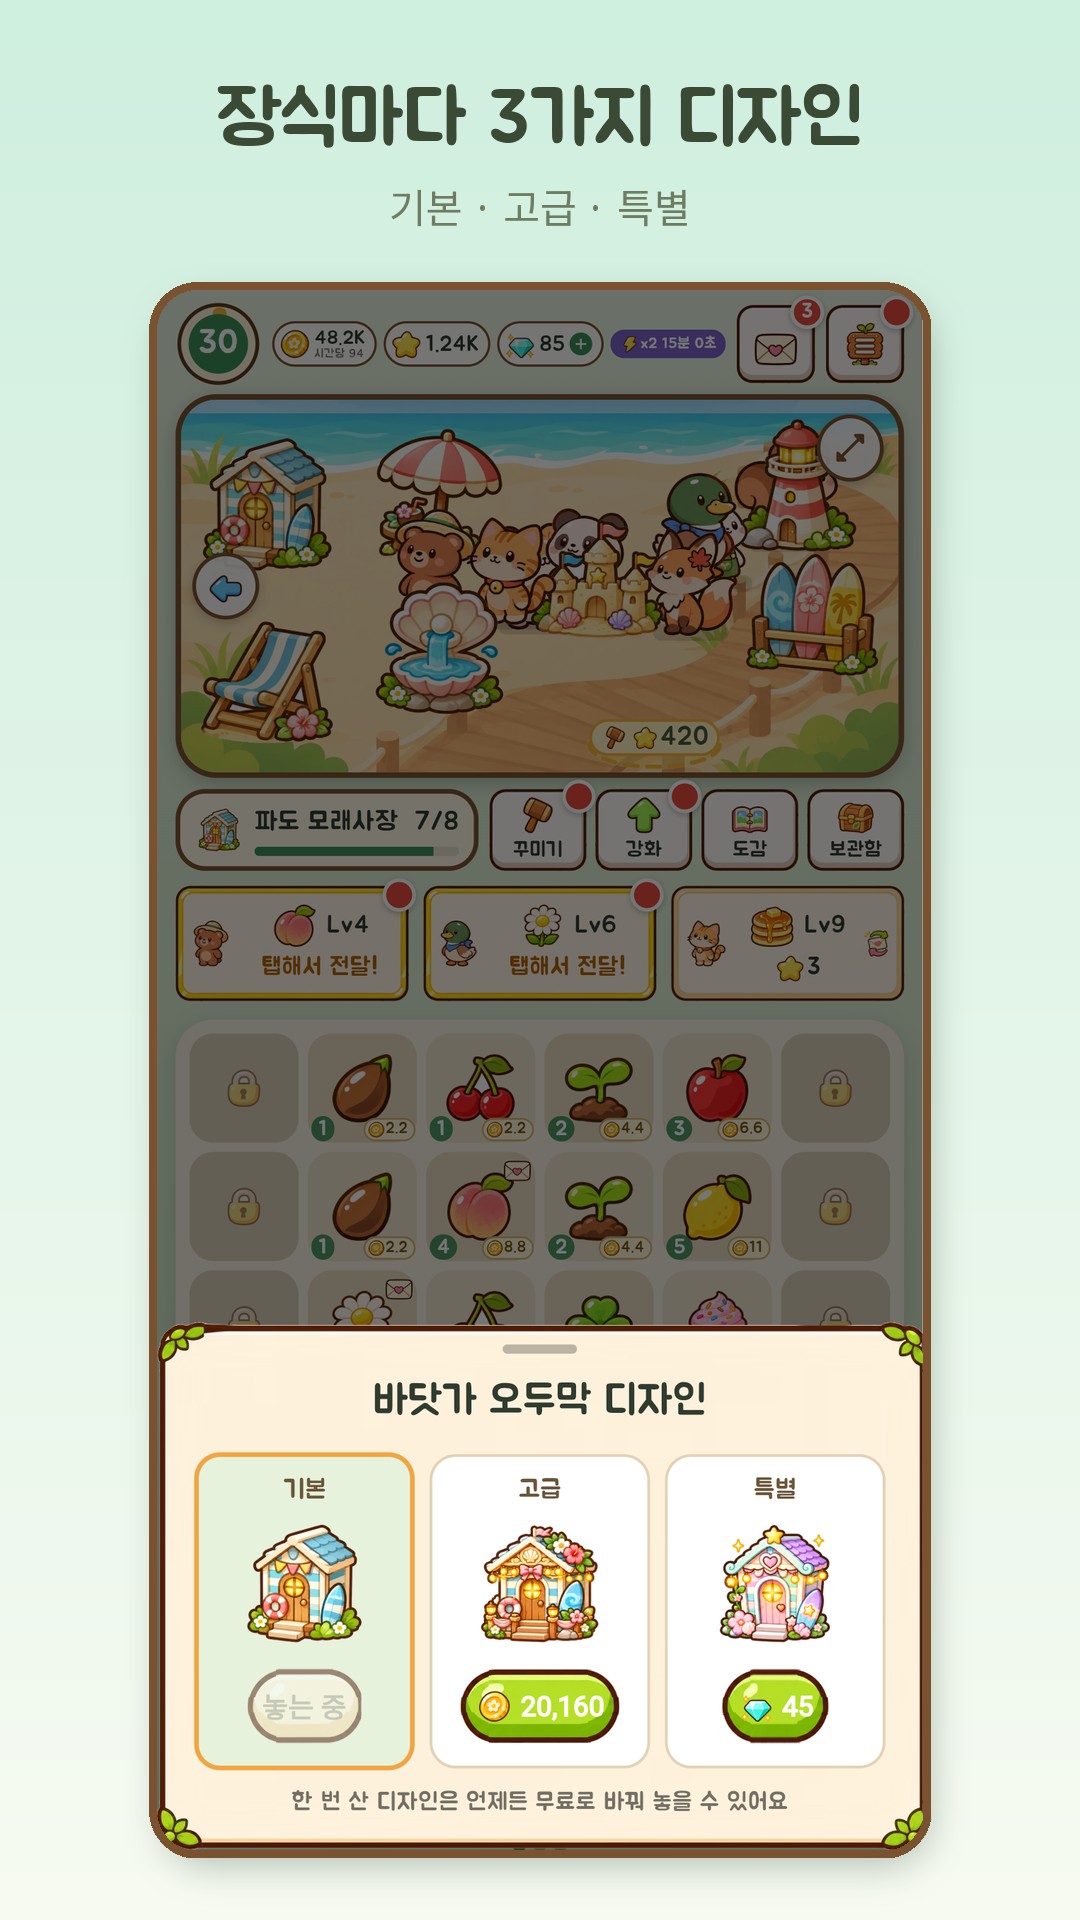 장식마다 3가지 디자인
기본 · 고급 · 특별
30
48.2K
시간당 94
1.24K
85 +
x2 15분 0초
3
420
파도 모래사장 7/8
꾸미기
강화
도감
보관함
Lv4
탭해서 전달!
Lv6
탭해서 전달!
Lv9
3
1 2.2
1 2.2
2 4.4
3 6.6
1 2.2
4 8.8
2 4.4
5 11
바닷가 오두막 디자인
기본
고급
특별
놓는 중
20,160
45
한 번 산 디자인은 언제든 무료로 바꿔 놓을 수 있어요